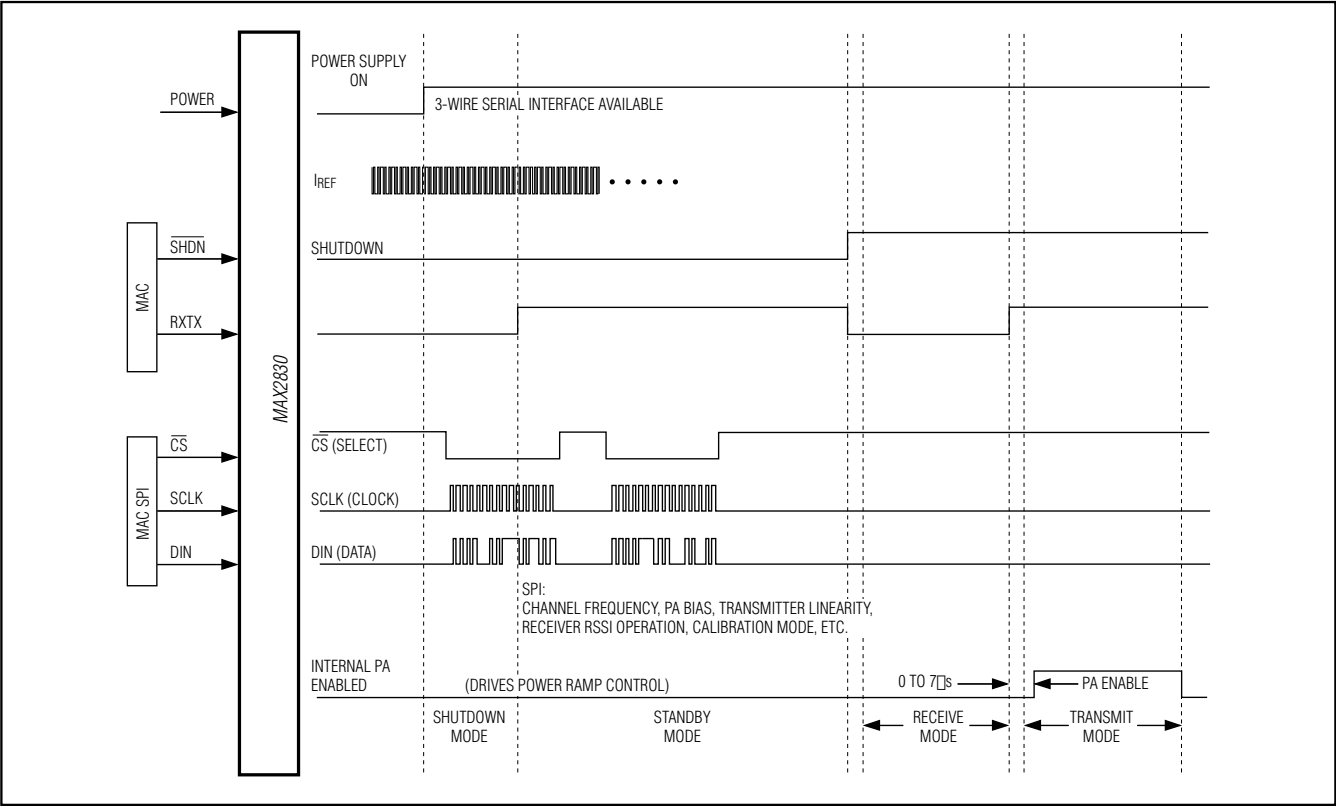 POWER SUPPLY
ON
POWER
3-WIRE SERIAL INTERFACE AVAILABLE
IREF
MAC
SHDN
SHUTDOWN
RXTX
MAX2830
MAC SPI
CS
CS (SELECT)
SCLK
SCLK (CLOCK)
DIN
DIN (DATA)
SPI:
CHANNEL FREQUENCY, PA BIAS, TRANSMITTER LINEARITY,
RECEIVER RSSI OPERATION, CALIBRATION MODE, ETC.
INTERNAL PA
ENABLED
(DRIVES POWER RAMP CONTROL)
0 TO 7▯s
PA ENABLE
SHUTDOWN
MODE
STANDBY
MODE
RECEIVE
MODE
TRANSMIT
MODE